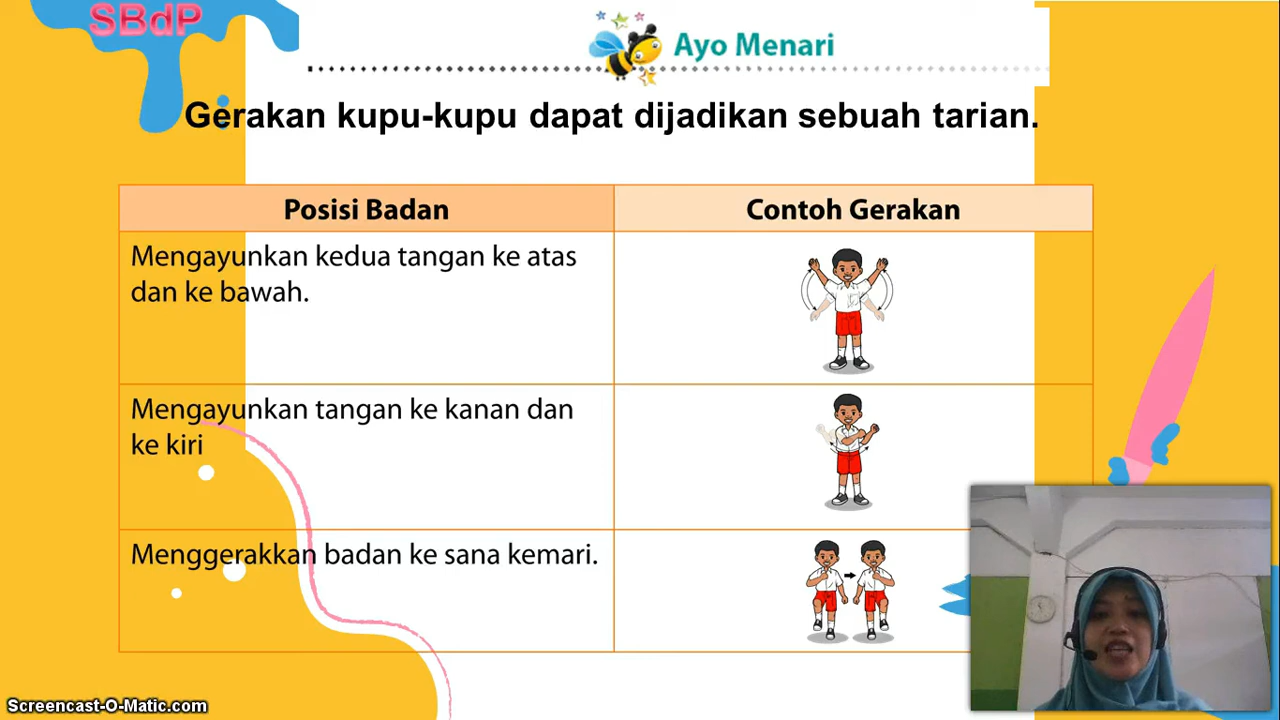 SBdP
Ayo Menari
Gerakan kupu-kupu dapat dijadikan sebuah tarian.
Posisi Badan
Contoh Gerakan
Mengayunkan kedua tangan ke atas
dan ke bawah.
Mengayunkan tangan ke kanan dan
ke kiri
Menggerakkan badan ke sana kemari.
Screencast-O-Matic.com